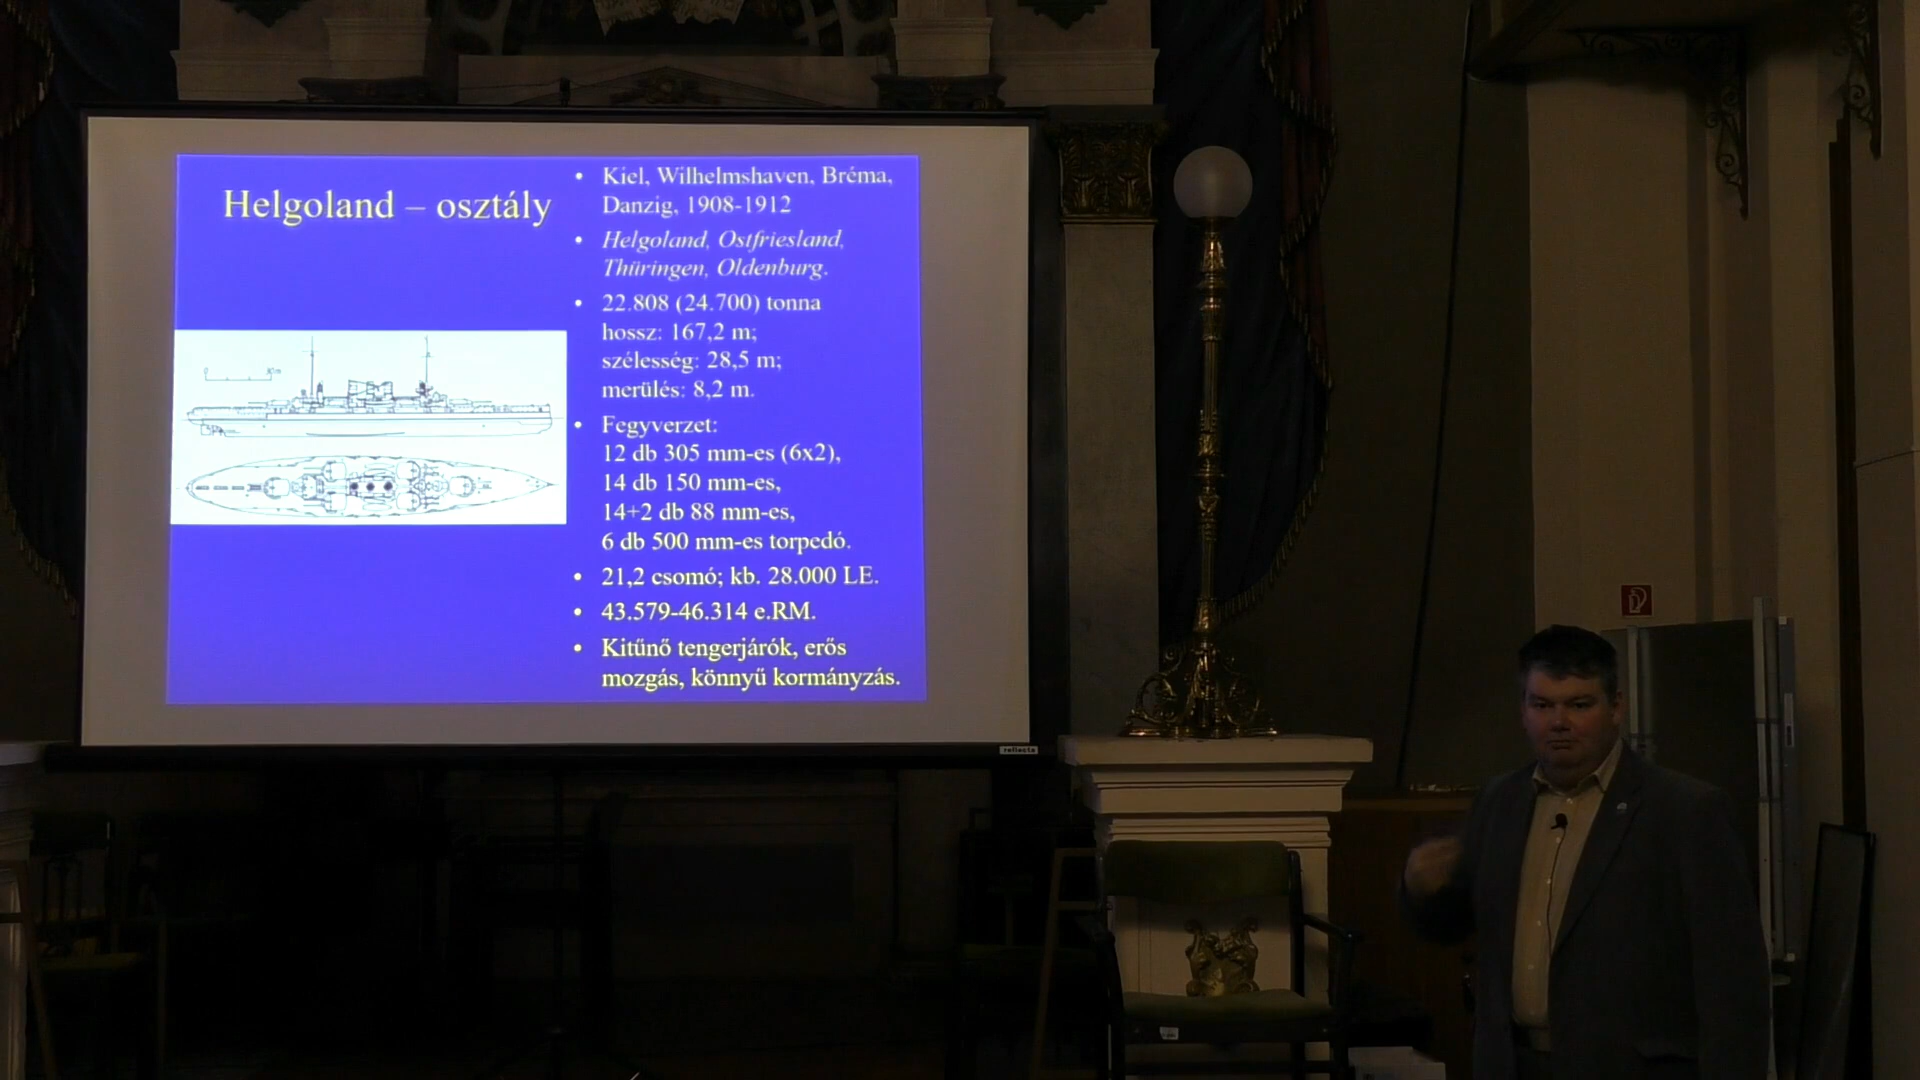 Helgoland – osztály
• Kiel, Wilhelmshaven, Bréma,
Danzig, 1908-1912
• Helgoland, Ostfriesland,
Thüringen, Oldenburg.
• 22.808 (24.700) tonna
hossz: 167,2 m;
szélesség: 28,5 m;
merülés: 8,2 m.
• Fegyverzet:
12 db 305 mm-es (6x2),
14 db 150 mm-es,
14+2 db 88 mm-es,
6 db 500 mm-es torpedó.
• 21,2 csomó; kb. 28.000 LE.
• 43.579-46.314 e.RM.
• Kitűnő tengerjárók, erős
mozgás, könnyű kormányzás.
reflecta